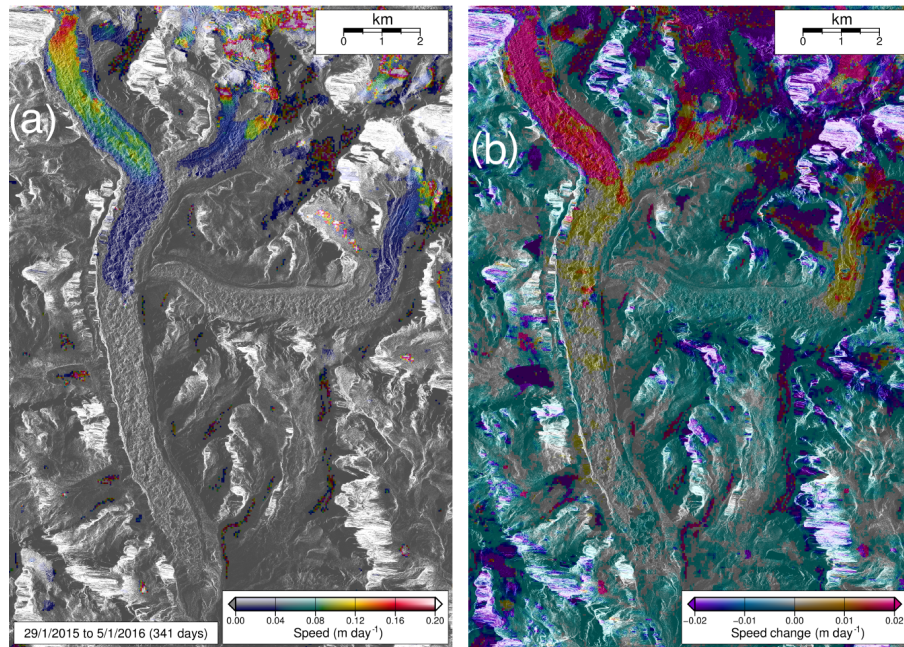 km
0 1 2
(a)
29/1/2015 to 5/1/2016 (341 days)
0.00 0.04 0.08 0.12 0.16 0.20
Speed (m day⁻¹)
km
0 1 2
(b)
−0.02 −0.01 0.00 0.01 0.02
Speed change (m day⁻¹)